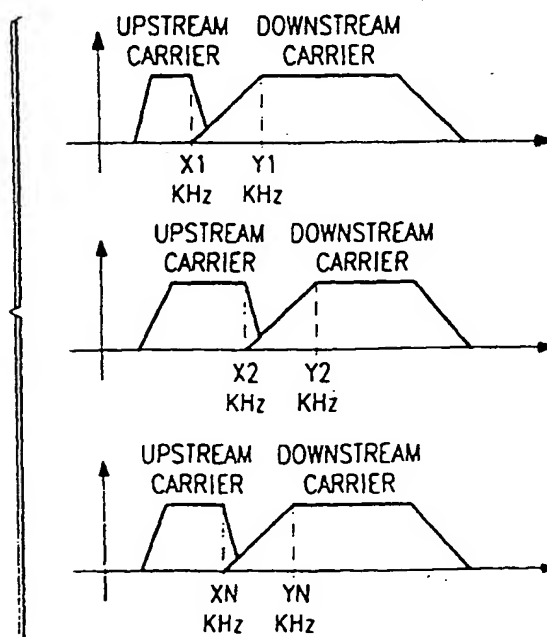 UPSTREAM DOWNSTREAM
CARRIER CARRIER
X1 Y1
KHz KHz
UPSTREAM DOWNSTREAM
CARRIER CARRIER
X2 Y2
KHz KHz
UPSTREAM DOWNSTREAM
CARRIER CARRIER
XN YN
KHz KHz